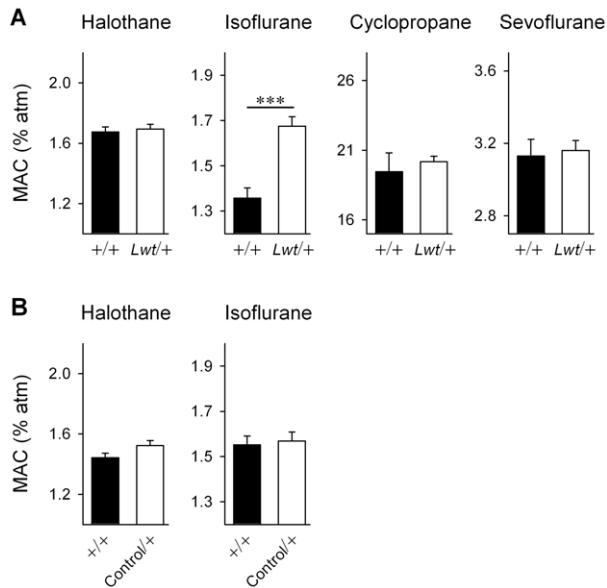 A
Halothane Isoflurane Cyclopropane Sevoflurane
MAC (% atm)
2.0
1.6
1.2
+/+ Lwt/+
1.9
1.7
1.5
1.3
***
+/+ Lwt/+
26
21
16
+/+ Lwt/+
3.6
3.2
2.8
+/+ Lwt/+
B
Halothane Isoflurane
MAC (% atm)
2.0
1.6
1.2
+/+ Control/+
1.9
1.7
1.5
1.3
+/+ Control/+